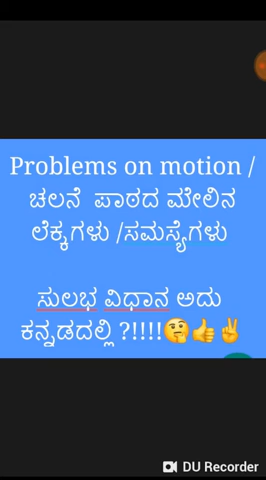 Problems on motion /
ಚಲನೆ ಪಾಠದ ಮೇಲಿನ
ಲೆಕ್ಕಗಳು /ಸಮಸ್ಯೆಗಳು
ಸುಲಭ ವಿಧಾನ ಅದು
ಕನ್ನಡದಲ್ಲಿ ?!!!!🤔👍✌
DU Recorder